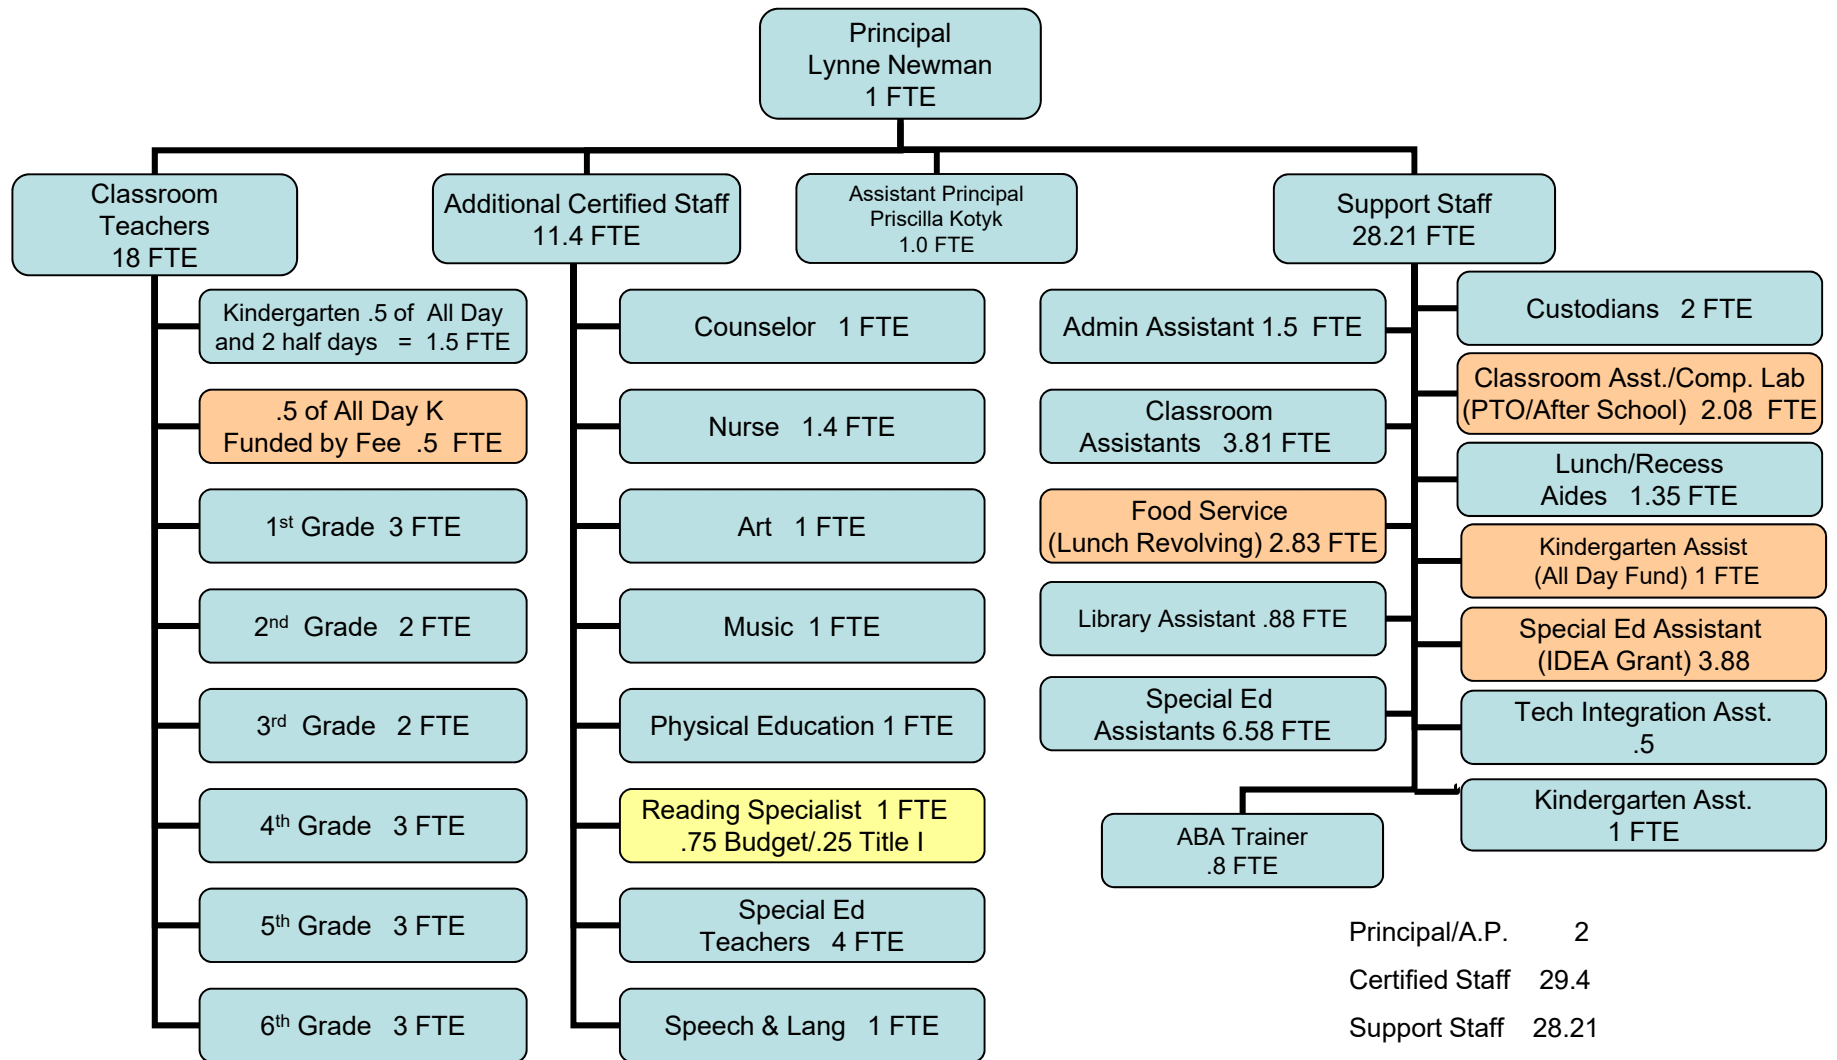 Principal
Lynne Newman
1 FTE
Classroom
Teachers
18 FTE
Additional Certified Staff
11.4 FTE
Assistant Principal
Priscilla Kotyk
1.0 FTE
Support Staff
28.21 FTE
Kindergarten .5 of All Day
and 2 half days = 1.5 FTE
.5 of All Day K
Funded by Fee .5 FTE
1st Grade 3 FTE
2nd Grade 2 FTE
3rd Grade 2 FTE
4th Grade 3 FTE
5th Grade 3 FTE
6th Grade 3 FTE
Counselor 1 FTE
Nurse 1.4 FTE
Art 1 FTE
Music 1 FTE
Physical Education 1 FTE
Reading Specialist 1 FTE
.75 Budget/.25 Title I
Special Ed
Teachers 4 FTE
Speech & Lang 1 FTE
Admin Assistant 1.5 FTE
Classroom
Assistants 3.81 FTE
Food Service
(Lunch Revolving) 2.83 FTE
Library Assistant .88 FTE
Special Ed
Assistants 6.58 FTE
ABA Trainer
.8 FTE
Custodians 2 FTE
Classroom Asst./Comp. Lab
(PTO/After School) 2.08 FTE
Lunch/Recess
Aides 1.35 FTE
Kindergarten Assist
(All Day Fund) 1 FTE
Special Ed Assistant
(IDEA Grant) 3.88
Tech Integration Asst.
.5
Kindergarten Asst.
1 FTE
Principal/A.P. 2
Certified Staff 29.4
Support Staff 28.21